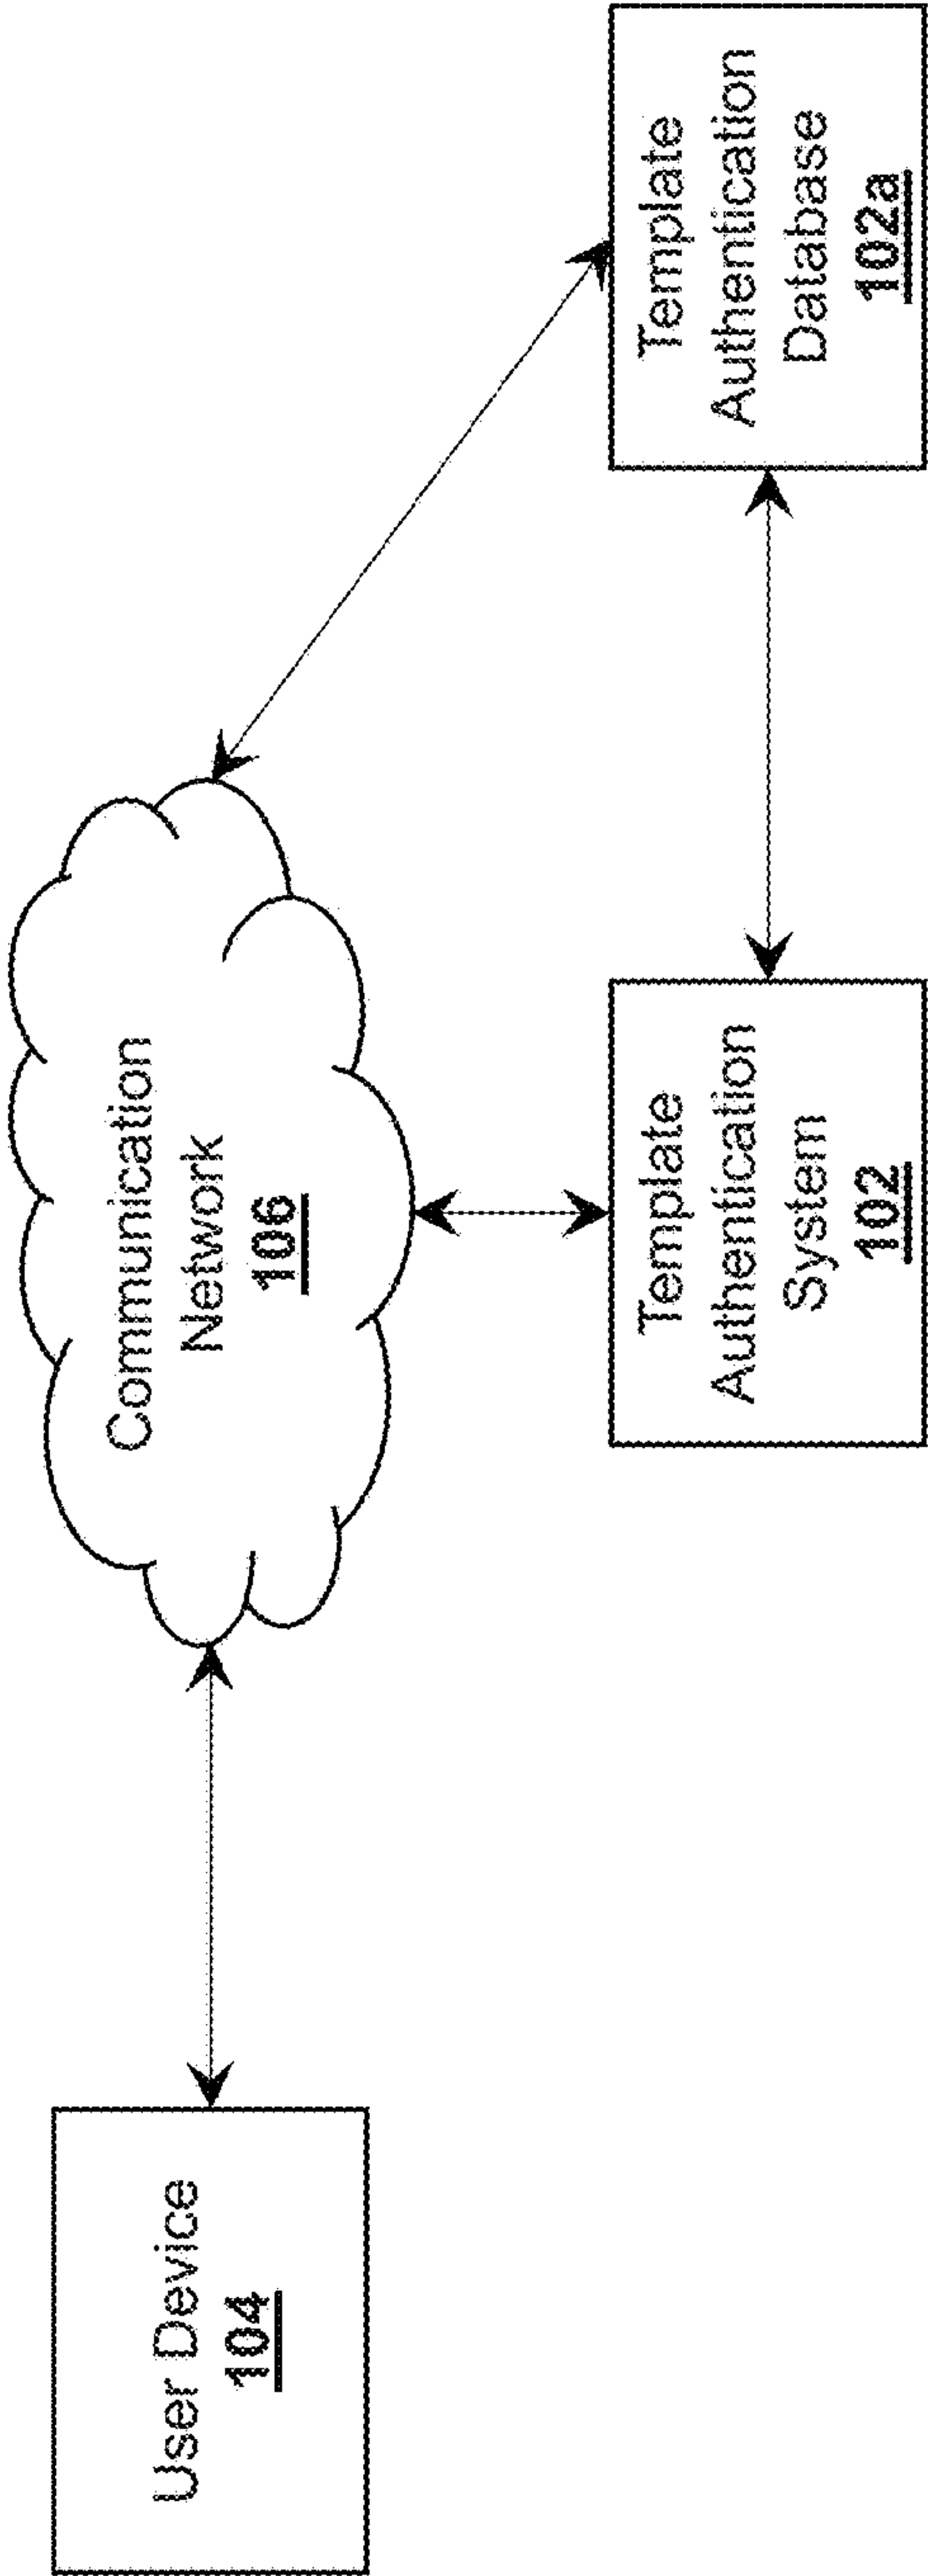 User Device
104
Communication
Network
106
Template
Authentication
System
102
Template
Authentication
Database
102a